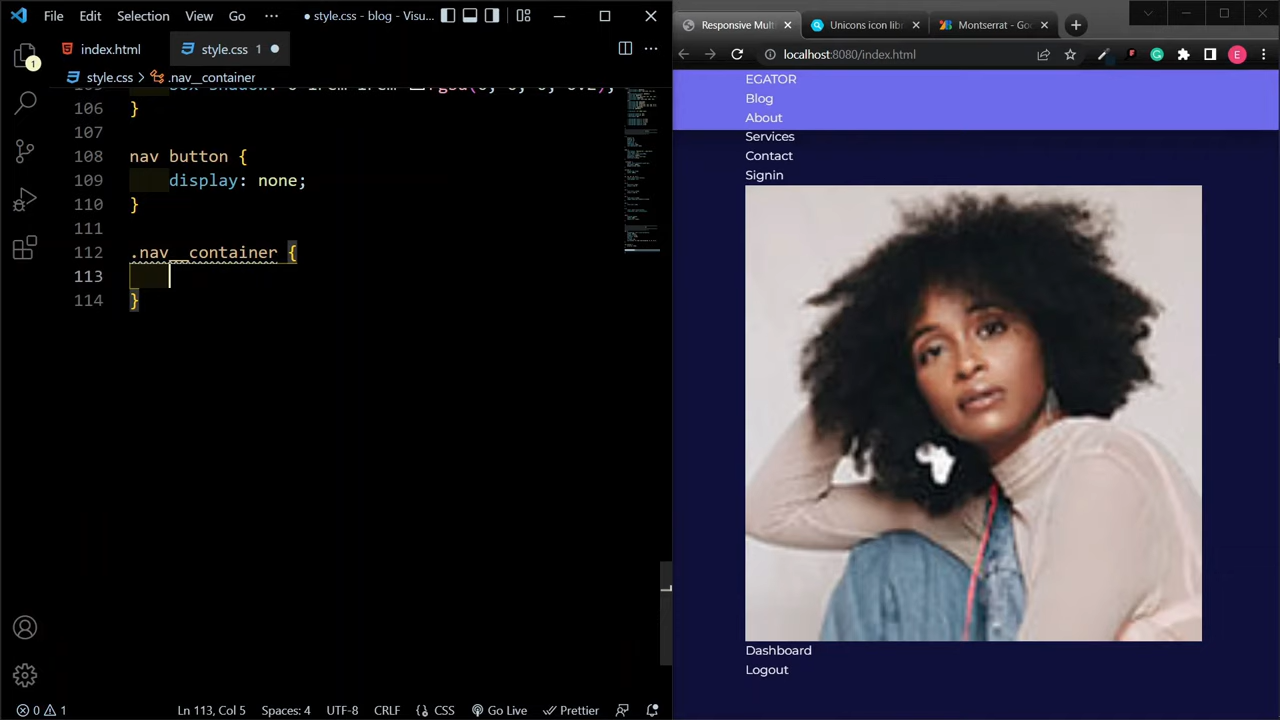 File Edit Selection View Go ··· ● style.css - blog - Visu...
index.html style.css 1 ●
style.css > .nav__container
106 }
107
108 nav button {
109 display: none;
110 }
111
112 .nav__container {
113
114 }
⊗ 0 ⚠ 1 Ln 113, Col 5 Spaces: 4 UTF-8 CRLF {} CSS Go Live Prettier
Responsive Mult
Unicons icon libr
Montserrat - Goo
localhost:8080/index.html
EGATOR
Blog
About
Services
Contact
Signin
Dashboard
Logout